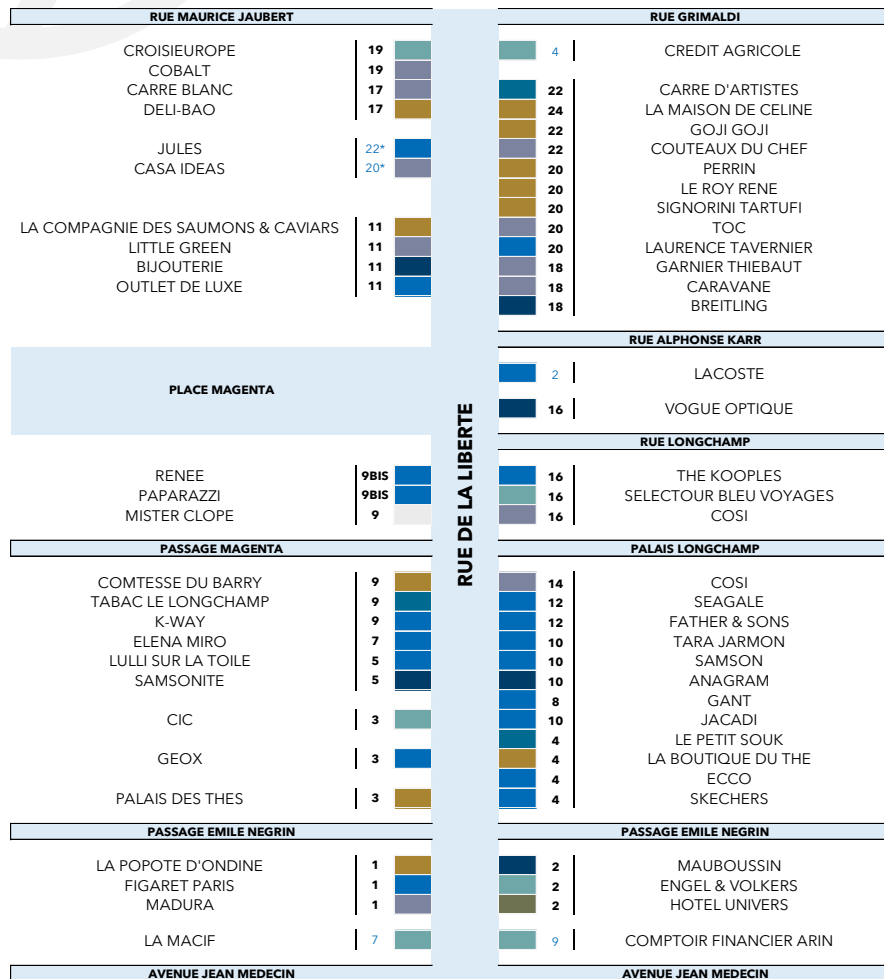 RUE MAURICE JAUBERT
CROISIEUROPE 19
COBALT 19
CARRE BLANC 17
DELI-BAO 17
JULES 22*
CASA IDEAS 20*
LA COMPAGNIE DES SAUMONS & CAVIARS 11
LITTLE GREEN 11
BIJOUTERIE 11
OUTLET DE LUXE 11
PLACE MAGENTA
RENEE 9BIS
PAPARAZZI 9BIS
MISTER CLOPE 9
PASSAGE MAGENTA
COMTESSE DU BARRY 9
TABAC LE LONGCHAMP 9
K-WAY 9
ELENA MIRO 7
LULLI SUR LA TOILE 5
SAMSONITE 5
CIC 3
GEOX 3
PALAIS DES THES 3
PASSAGE EMILE NEGRIN
LA POPOTE D'ONDINE 1
FIGARET PARIS 1
MADURA 1
LA MACIF 7
AVENUE JEAN MEDECIN
RUE DE LA LIBERTE
RUE GRIMALDI
4 CREDIT AGRICOLE
22 CARRE D'ARTISTES
24 LA MAISON DE CELINE
22 GOJI GOJI
22 COUTEAUX DU CHEF
20 PERRIN
20 LE ROY RENE
20 SIGNORINI TARTUFI
20 TOC
20 LAURENCE TAVERNIER
18 GARNIER THIEBAUT
18 CARAVANE
18 BREITLING
RUE ALPHONSE KARR
2 LACOSTE
16 VOGUE OPTIQUE
RUE LONGCHAMP
16 THE KOOPLES
16 SELECTOUR BLEU VOYAGES
16 COSI
PALAIS LONGCHAMP
14 COSI
12 SEAGALE
12 FATHER & SONS
10 TARA JARMON
10 SAMSON
10 ANAGRAM
8 GANT
10 JACADI
4 LE PETIT SOUK
4 LA BOUTIQUE DU THE
4 ECCO
4 SKECHERS
PASSAGE EMILE NEGRIN
2 MAUBOUSSIN
2 ENGEL & VOLKERS
2 HOTEL UNIVERS
9 COMPTOIR FINANCIER ARIN
AVENUE JEAN MEDECIN